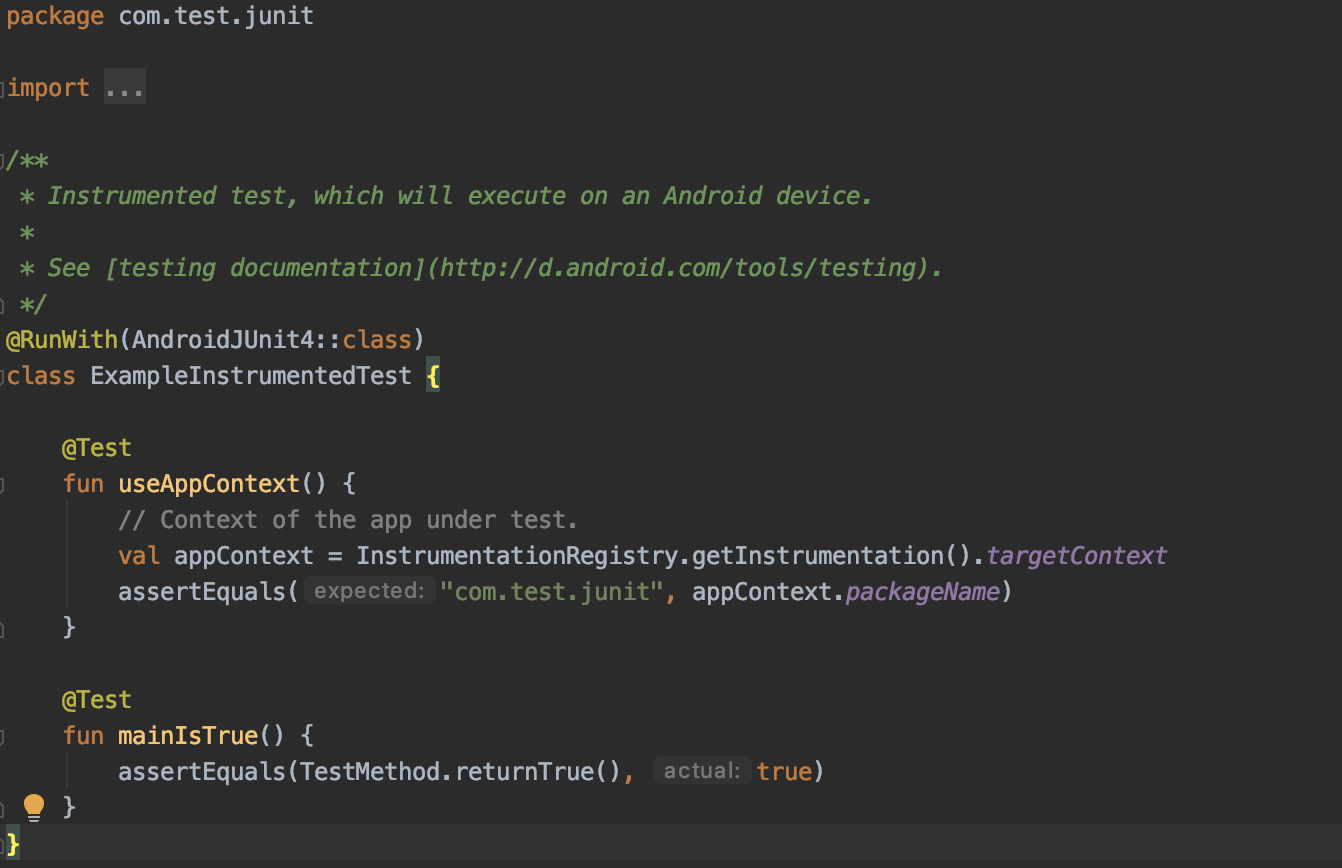 package com.test.junit
import ...
/**
* Instrumented test, which will execute on an Android device.
*
* See [testing documentation](http://d.android.com/tools/testing).
*/
@RunWith(AndroidJUnit4::class)
class ExampleInstrumentedTest {
@Test
fun useAppContext() {
// Context of the app under test.
val appContext = InstrumentationRegistry.getInstrumentation().targetContext
assertEquals( expected: "com.test.junit", appContext.packageName)
}
@Test
fun mainIsTrue() {
assertEquals(TestMethod.returnTrue(), actual: true)
}
}